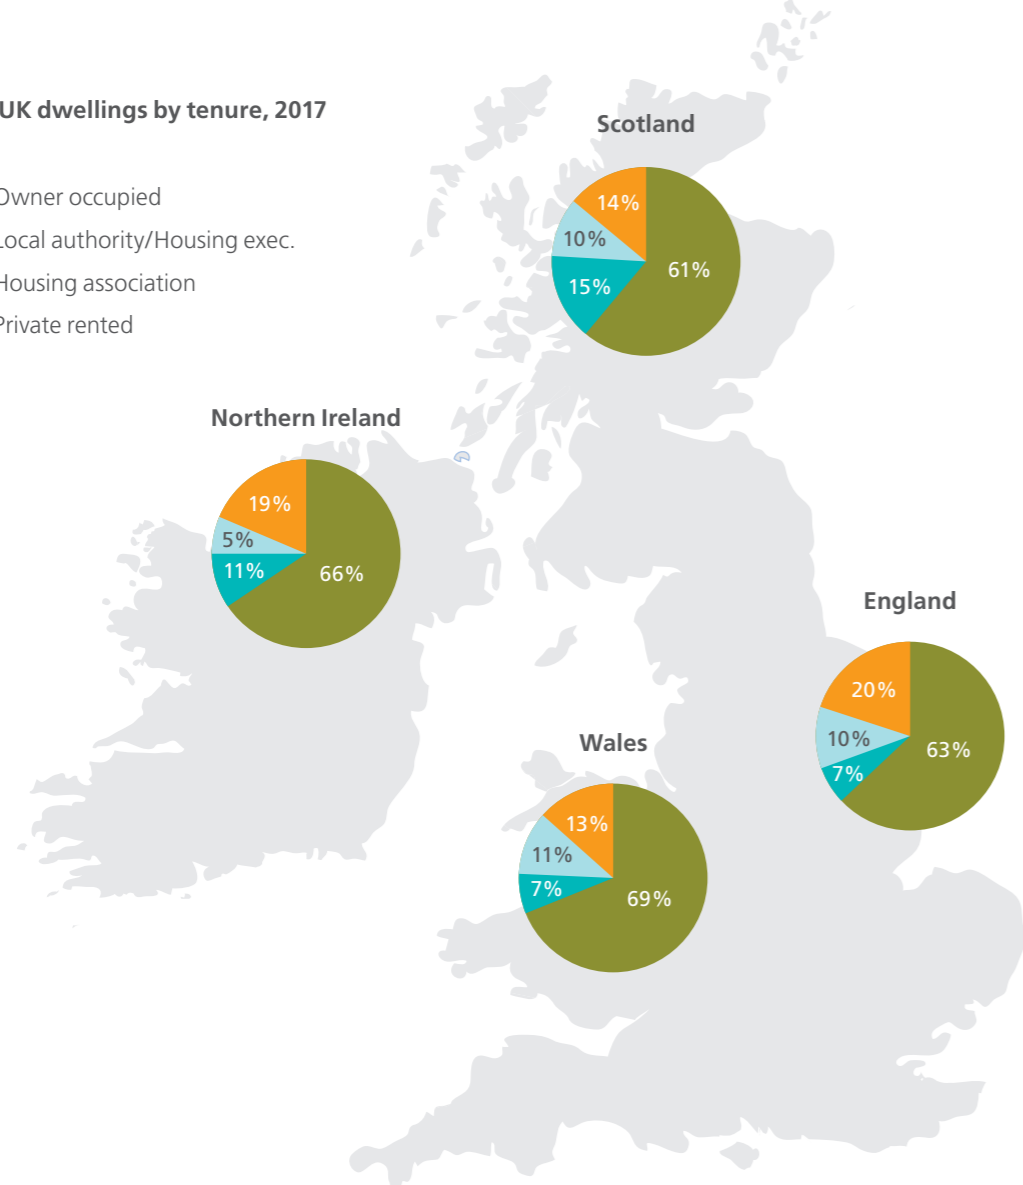 UK dwellings by tenure, 2017
Owner occupied
Local authority/Housing exec.
Housing association
Private rented
Scotland
14%
10%
61%
15%
Northern Ireland
19%
5%
11%
66%
England
20%
10%
63%
7%
Wales
13%
11%
7%
69%